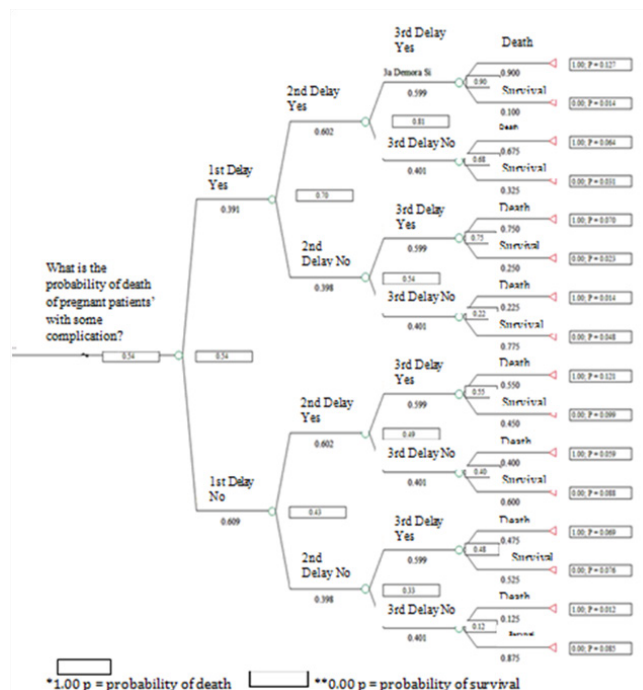 3rd Delay
Yes
Death
1.00; P = 0.127
3a Demora Si
0.90
0.900
Survival
2nd Delay
Yes
0.599
0.100
0.00; P = 0.014
0.81
Death
0.602
3rd Delay No
0.675
1.00; P = 0.064
0.68
Survival
1st Delay
Yes
0.401
0.325
0.00; P = 0.031
0.70
3rd Delay
Yes
Death
0.391
0.750
1.00; P = 0.070
0.75
Survival
2nd
Delay No
0.599
0.250
0.00; P = 0.023
0.54
Death
0.398
3rd Delay No
0.225
1.00; P = 0.014
0.22
Survival
0.401
0.775
0.00; P = 0.048
What is the
probability of death
of pregnant patients'
with some
complication?
0.54
0.54
3rd Delay
Yes
Death
0.550
1.00; P = 0.121
0.55
Survival
2nd Delay
Yes
0.599
0.450
0.00; P = 0.099
0.49
Death
0.602
3rd Delay No
0.400
1.00; P = 0.059
0.40
Survival
1st Delay
No
0.401
0.600
0.00; P = 0.088
0.43
3rd Delay
Yes
Death
0.609
0.475
1.00; P = 0.069
0.48
Survival
2nd
Delay No
0.599
0.525
0.00; P = 0.076
0.33
Death
0.398
3rd Delay No
0.125
1.00; P = 0.012
0.12
0.401
0.875
0.00; P = 0.085
*1.00 p = probability of death
**0.00 p = probability of survival